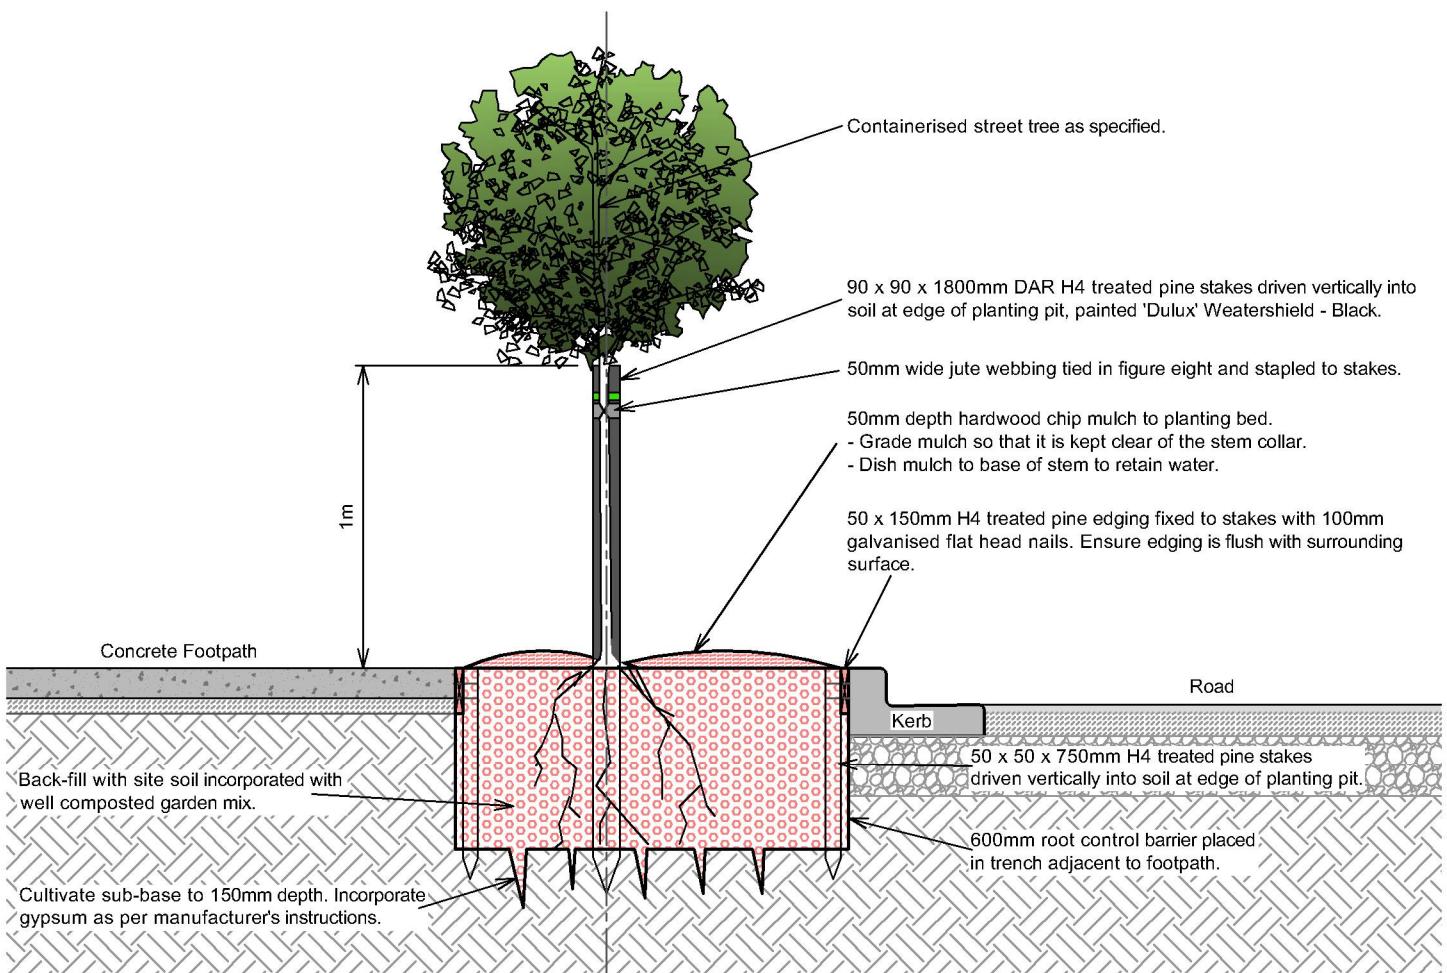 Containerised street tree as specified.
90 x 90 x 1800mm DAR H4 treated pine stakes driven vertically into
soil at edge of planting pit, painted 'Dulux' Weatershield - Black.
50mm wide jute webbing tied in figure eight and stapled to stakes.
50mm depth hardwood chip mulch to planting bed.
- Grade mulch so that it is kept clear of the stem collar.
- Dish mulch to base of stem to retain water.
1m
50 x 150mm H4 treated pine edging fixed to stakes with 100mm
galvanised flat head nails. Ensure edging is flush with surrounding
surface.
Concrete Footpath
Road
Kerb
50 x 50 x 750mm H4 treated pine stakes
driven vertically into soil at edge of planting pit.
Back-fill with site soil incorporated with
well composted garden mix.
600mm root control barrier placed
in trench adjacent to footpath.
Cultivate sub-base to 150mm depth. Incorporate
gypsum as per manufacturer's instructions.